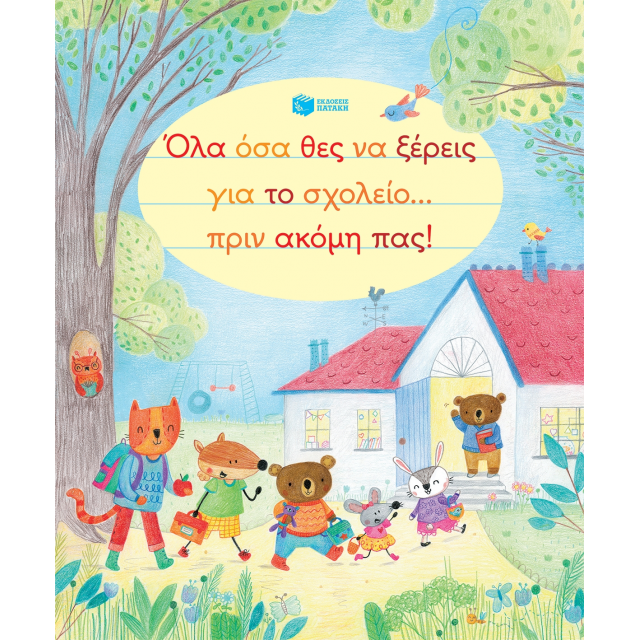 ΕΚΔΟΣΕΙΣ
ΠΑΤΑΚΗ
Όλα όσα θες να ξέρεις
για το σχολείο...
πριν ακόμη πας!